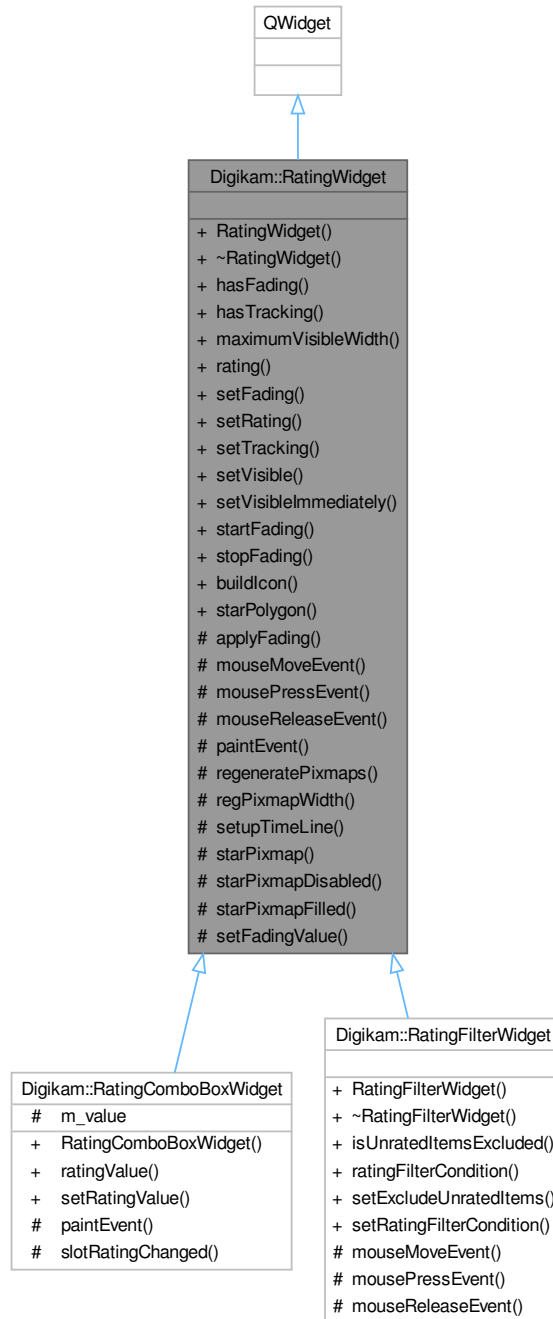 QWidget
Digikam::RatingWidget
+ RatingWidget()
+ ~RatingWidget()
+ hasFading()
+ hasTracking()
+ maximumVisibleWidth()
+ rating()
+ setFading()
+ setRating()
+ setTracking()
+ setVisible()
+ setVisibleImmediately()
+ startFading()
+ stopFading()
+ buildIcon()
+ starPolygon()
# applyFading()
# mouseMoveEvent()
# mousePressEvent()
# mouseReleaseEvent()
# paintEvent()
# regeneratePixmaps()
# regPixmapWidth()
# setupTimeLine()
# starPixmap()
# starPixmapDisabled()
# starPixmapFilled()
# setFadingValue()
Digikam::RatingComboBoxWidget
# m_value
+ RatingComboBoxWidget()
+ ratingValue()
+ setRatingValue()
# paintEvent()
# slotRatingChanged()
Digikam::RatingFilterWidget
+ RatingFilterWidget()
+ ~RatingFilterWidget()
+ isUnratedItemsExcluded()
+ ratingFilterCondition()
+ setExcludeUnratedItems()
+ setRatingFilterCondition()
# mouseMoveEvent()
# mousePressEvent()
# mouseReleaseEvent()